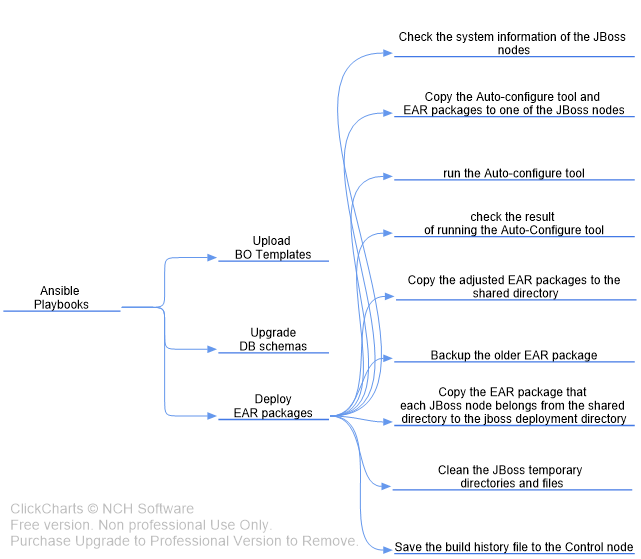 Check the system information of the JBoss
nodes
Copy the Auto-configure tool and
EAR packages to one of the JBoss nodes
run the Auto-configure tool
check the result
of running the Auto-Configure tool
Upload
BO Templates
Copy the adjusted EAR packages to the
shared directory
Ansible
Playbooks
Upgrade
DB schemas
Backup the older EAR package
Deploy
EAR packages
Copy the EAR package that
each JBoss node belongs from the shared
directory to the jboss deployment directory
Clean the JBoss temporary
directories and files
Save the build history file to the Control node
ClickCharts © NCH Software
Free version. Non professional Use Only.
Purchase Upgrade to Professional Version to Remove.